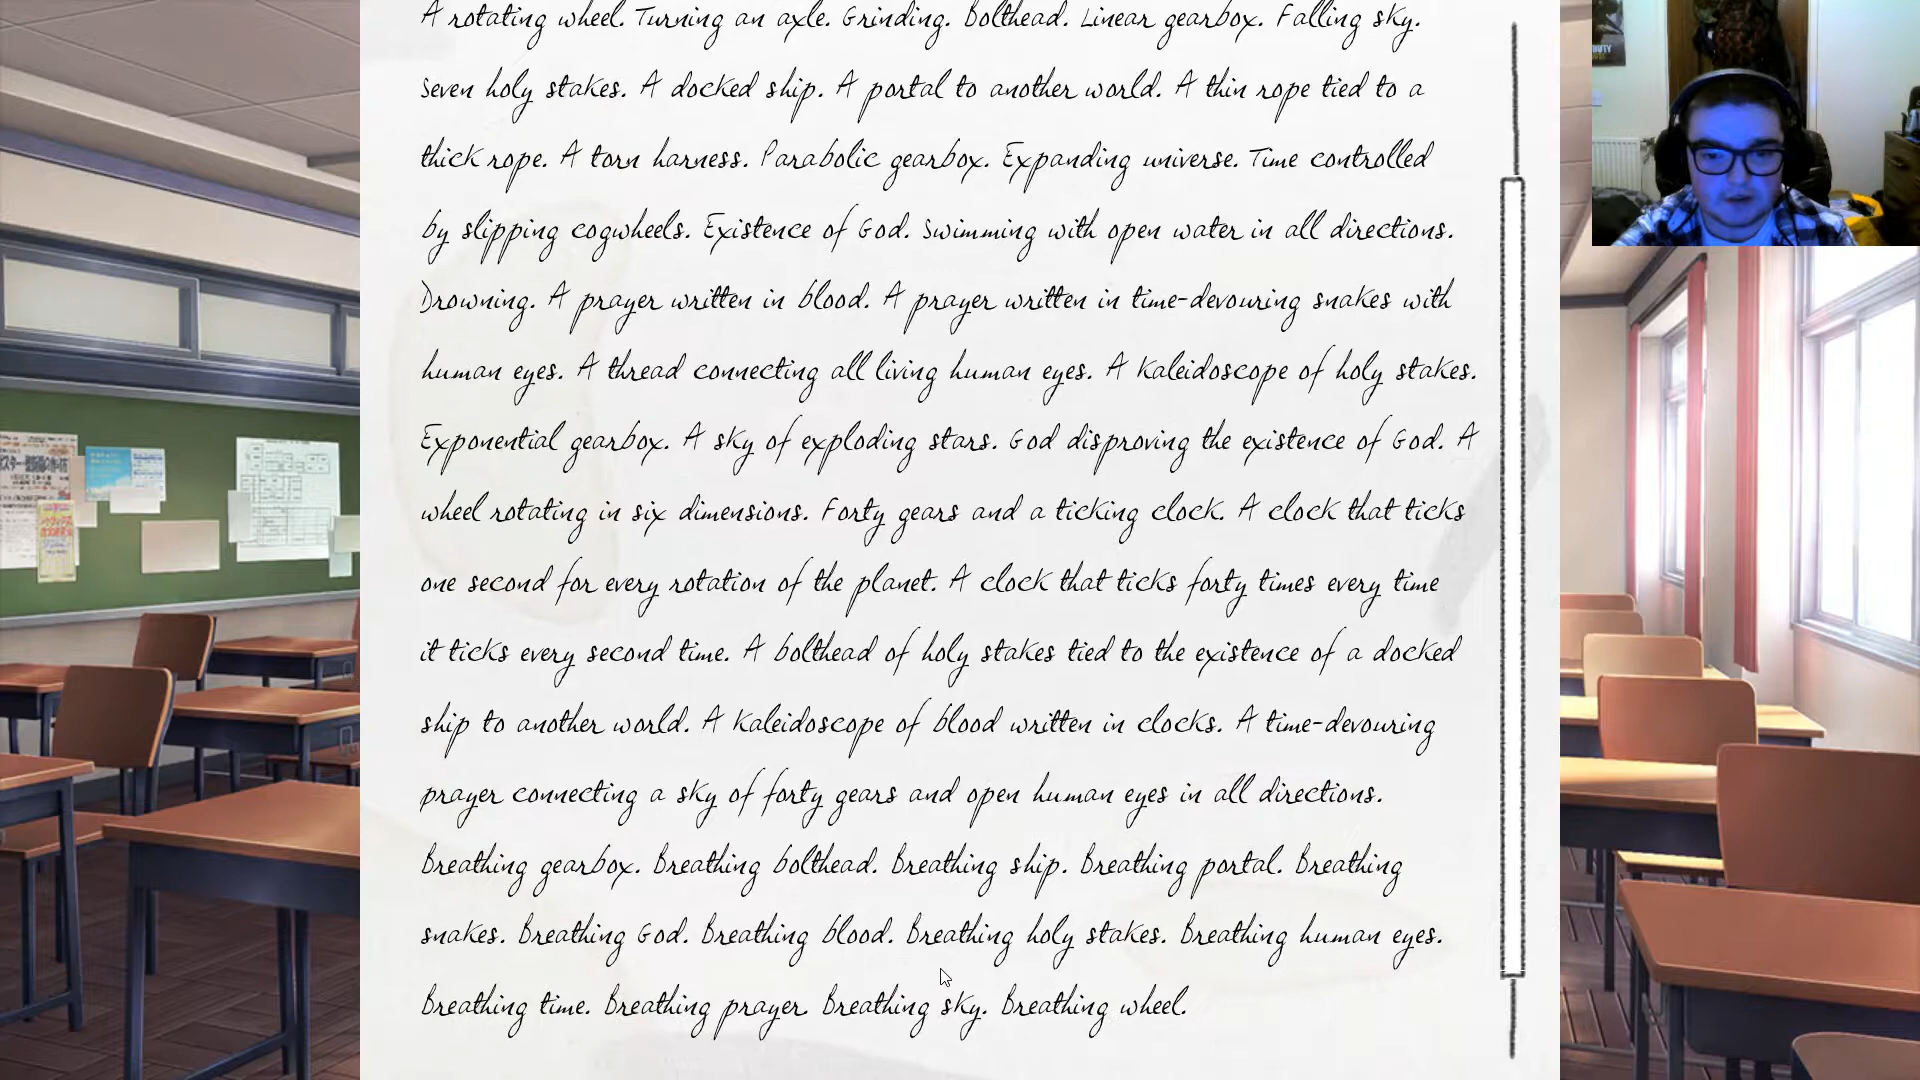 A rotating wheel. Turning an axle. Grinding. Bolthead. Linear gearbox. Falling sky.
Seven holy stakes. A docked ship. A portal to another world. A thin rope tied to a
thick rope. A torn harness. Parabolic gearbox. Expanding universe. Time controlled
by slipping cogwheels. Existence of God. Swimming with open water in all directions.
Drowning. A prayer written in blood. A prayer written in time-devouring snakes with
human eyes. A thread connecting all living human eyes. A kaleidoscope of holy stakes.
Exponential gearbox. A sky of exploding stars. God disproving the existence of God. A
wheel rotating in six dimensions. Forty gears and a ticking clock. A clock that ticks
one second for every rotation of the planet. A clock that ticks forty times every time
it ticks every second time. A bolthead of holy stakes tied to the existence of a docked
ship to another world. A kaleidoscope of blood written in clocks. A time-devouring
prayer connecting a sky of forty gears and open human eyes in all directions.
Breathing gearbox. Breathing bolthead. Breathing ship. Breathing portal. Breathing
snakes. Breathing God. Breathing blood. Breathing holy stakes. Breathing human eyes.
Breathing time. Breathing prayer. Breathing sky. Breathing wheel.